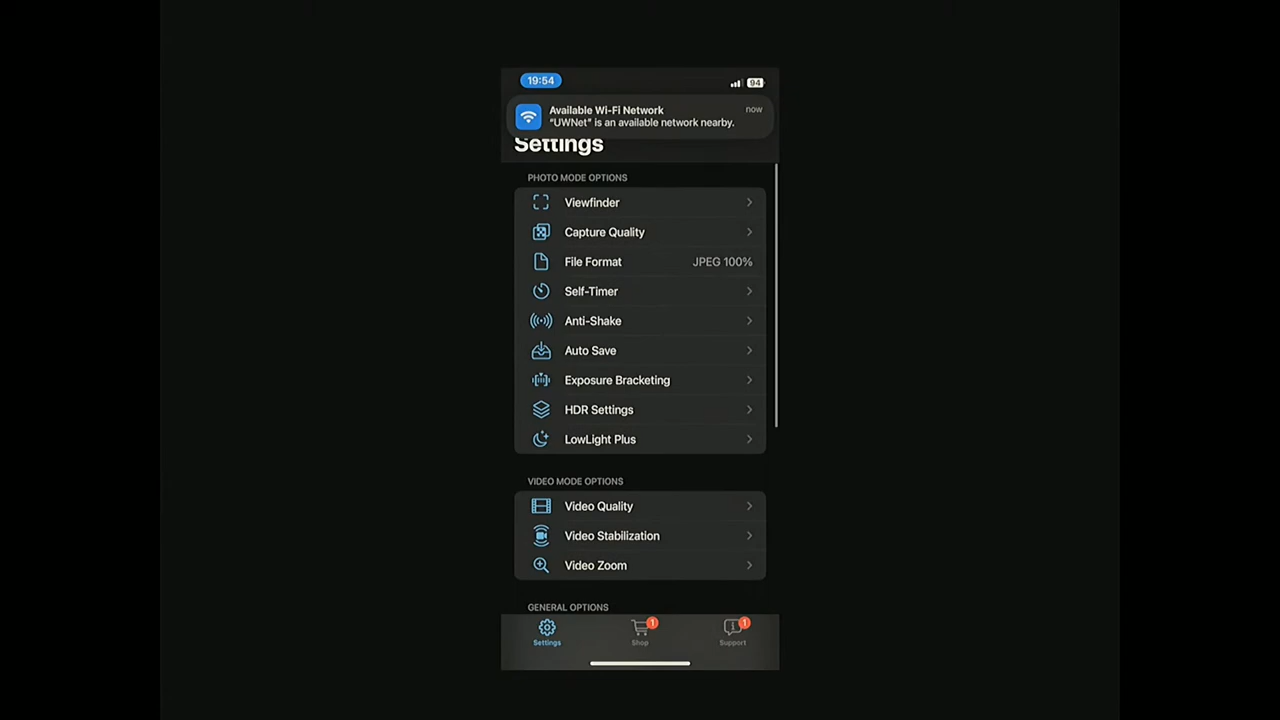 19:54
94
Available Wi-Fi Network
now
"UWNet" is an available network nearby.
Settings
PHOTO MODE OPTIONS
Viewfinder
Capture Quality
File Format JPEG 100%
Self-Timer
Anti-Shake
Auto Save
Exposure Bracketing
HDR Settings
LowLight Plus
VIDEO MODE OPTIONS
Video Quality
Video Stabilization
Video Zoom
GENERAL OPTIONS
1 1
Settings Shop Support